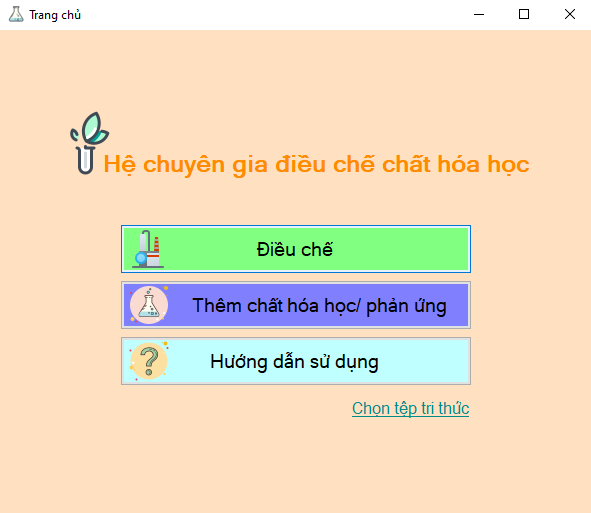 Trang chủ
Hệ chuyên gia điều chế chất hóa học
Điều chế
Thêm chất hóa học/ phản ứng
Hướng dẫn sử dụng
Chọn tệp tri thức